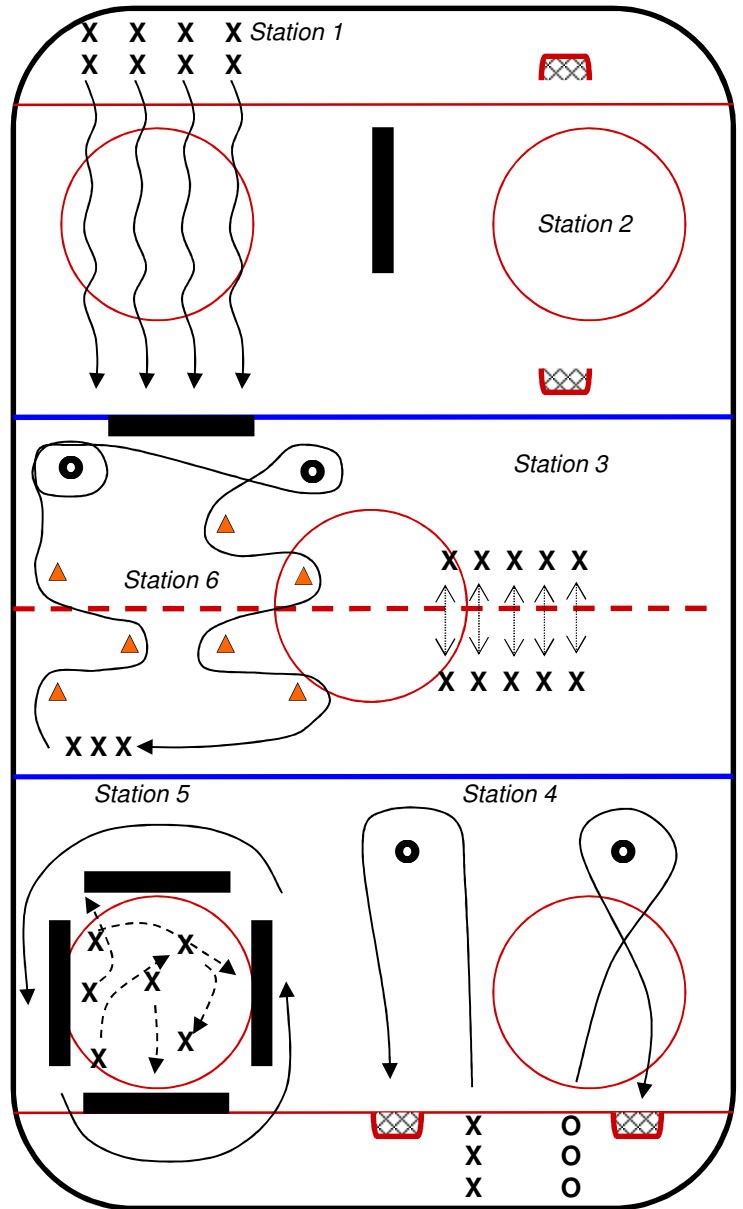 X X X X Station 1
X X X X
Station 2
Station 3
X X X X X
Station 6
X X X X X
X X X
Station 5 Station 4
X X
X X
X
X
X O
X O
X O